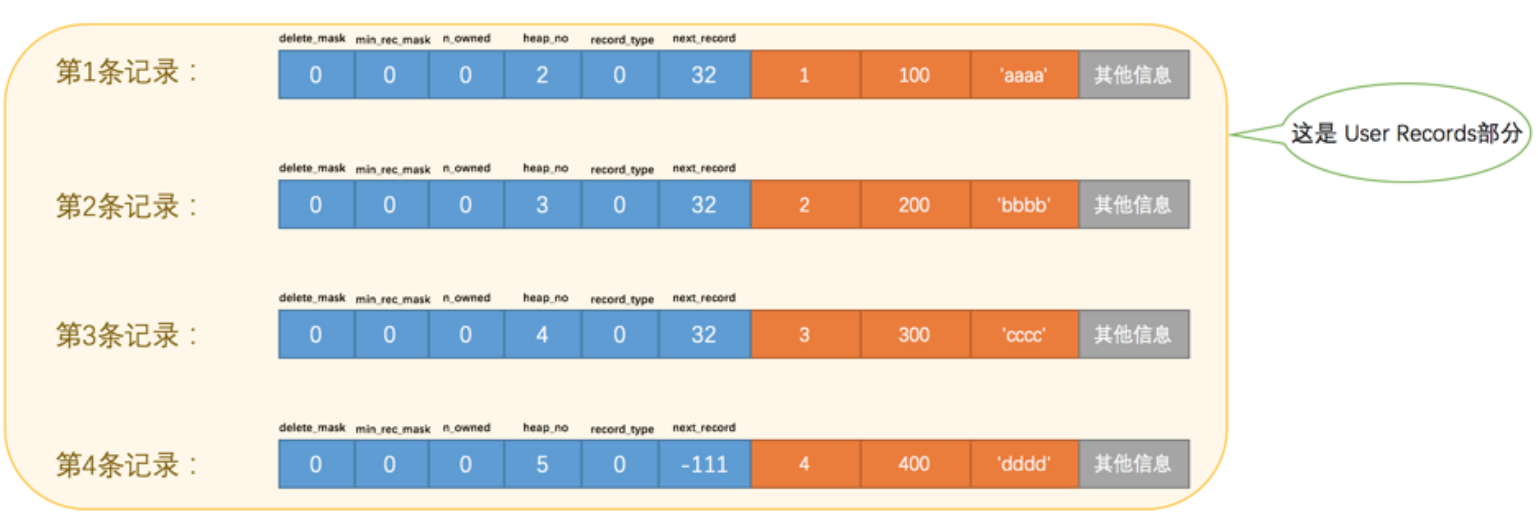 delete_mask min_rec_mask n_owned heap_no record_type next_record
第1条记录： 0 0 0 2 0 32 1 100 'aaaa' 其他信息
这是 User Records部分
delete_mask min_rec_mask n_owned heap_no record_type next_record
第2条记录： 0 0 0 3 0 32 2 200 'bbbb' 其他信息
delete_mask min_rec_mask n_owned heap_no record_type next_record
第3条记录： 0 0 0 4 0 32 3 300 'cccc' 其他信息
delete_mask min_rec_mask n_owned heap_no record_type next_record
第4条记录： 0 0 0 5 0 -111 4 400 'dddd' 其他信息